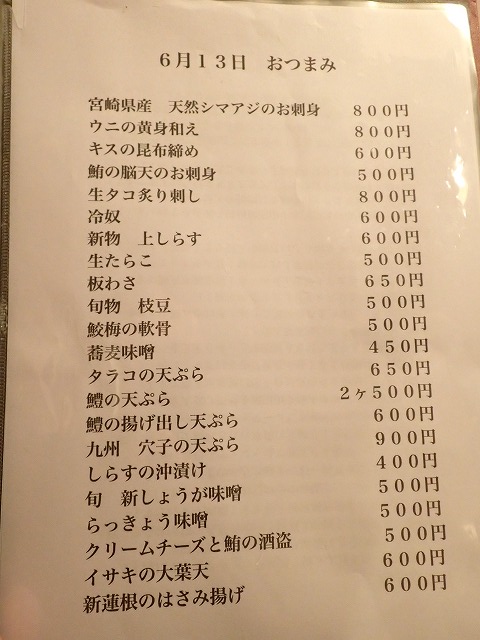 ６月１３日　おつまみ
宮崎県産　天然シマアジのお刺身　８００円
ウニの黄身和え　８００円
キスの昆布締め　６００円
鮪の脳天のお刺身　５００円
生タコ炙り刺し　８００円
冷奴　６００円
新物　上しらす　６００円
生たらこ　５００円
板わさ　６５０円
旬物　枝豆　５００円
鮫梅の軟骨　５００円
蕎麦味噌　４５０円
タラコの天ぷら　６５０円
鱧の天ぷら　２ヶ５００円
鱧の揚げ出し天ぷら　６００円
九州　穴子の天ぷら　９００円
しらすの沖漬け　４００円
旬　新しょうが味噌　５００円
らっきょう味噌　５００円
クリームチーズと鮪の酒盗　５００円
イサキの大葉天　６００円
新蓮根のはさみ揚げ　６００円